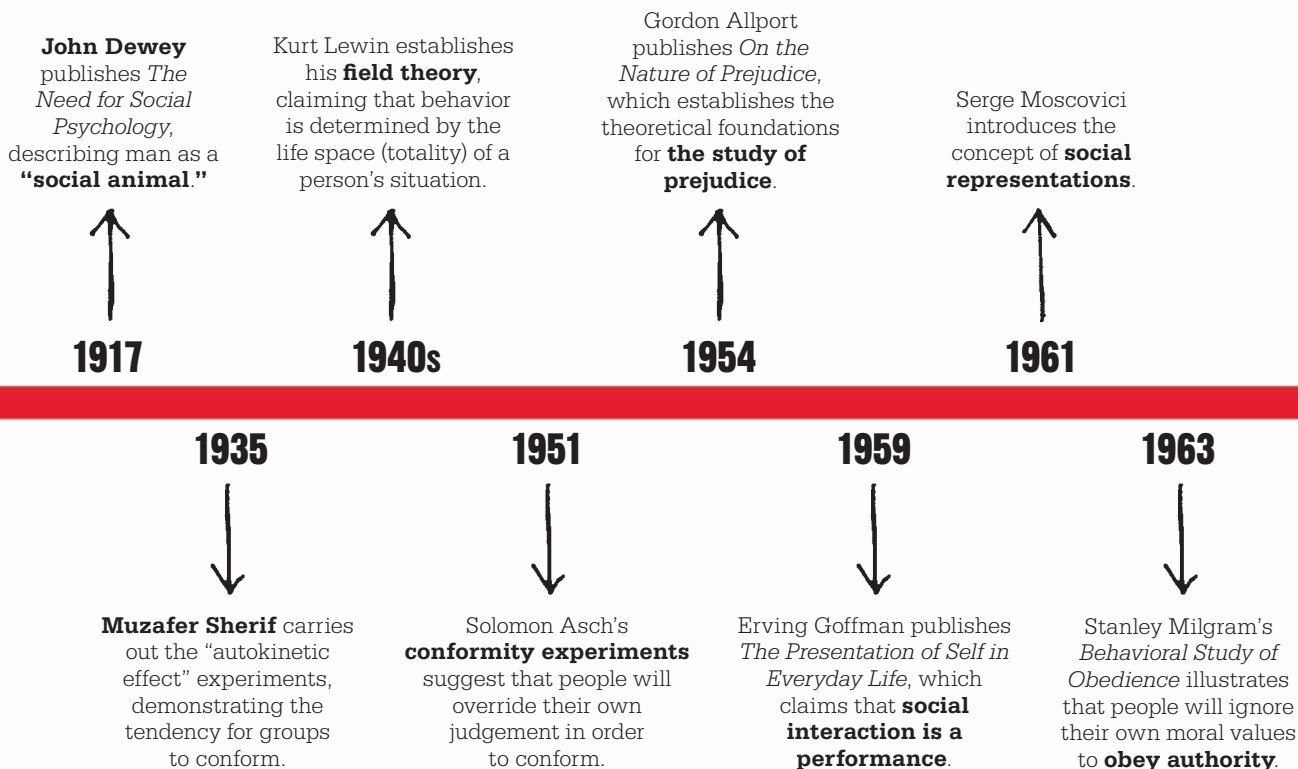 John Dewey
publishes The
Need for Social
Psychology,
describing man as a
“social animal.”
1917
Kurt Lewin establishes
his field theory,
claiming that behavior
is determined by the
life space (totality) of a
person’s situation.
1940s
Gordon Allport
publishes On the
Nature of Prejudice,
which establishes the
theoretical foundations
for the study of
prejudice.
1954
Serge Moscovici
introduces the
concept of social
representations.
1961
1935
Muzafer Sherif carries
out the “autokinetic
effect” experiments,
demonstrating the
tendency for groups
to conform.
1951
Solomon Asch’s
conformity experiments
suggest that people will
override their own
judgement in order
to conform.
1959
Erving Goffman publishes
The Presentation of Self in
Everyday Life, which
claims that social
interaction is a
performance.
1963
Stanley Milgram’s
Behavioral Study of
Obedience illustrates
that people will ignore
their own moral values
to obey authority.